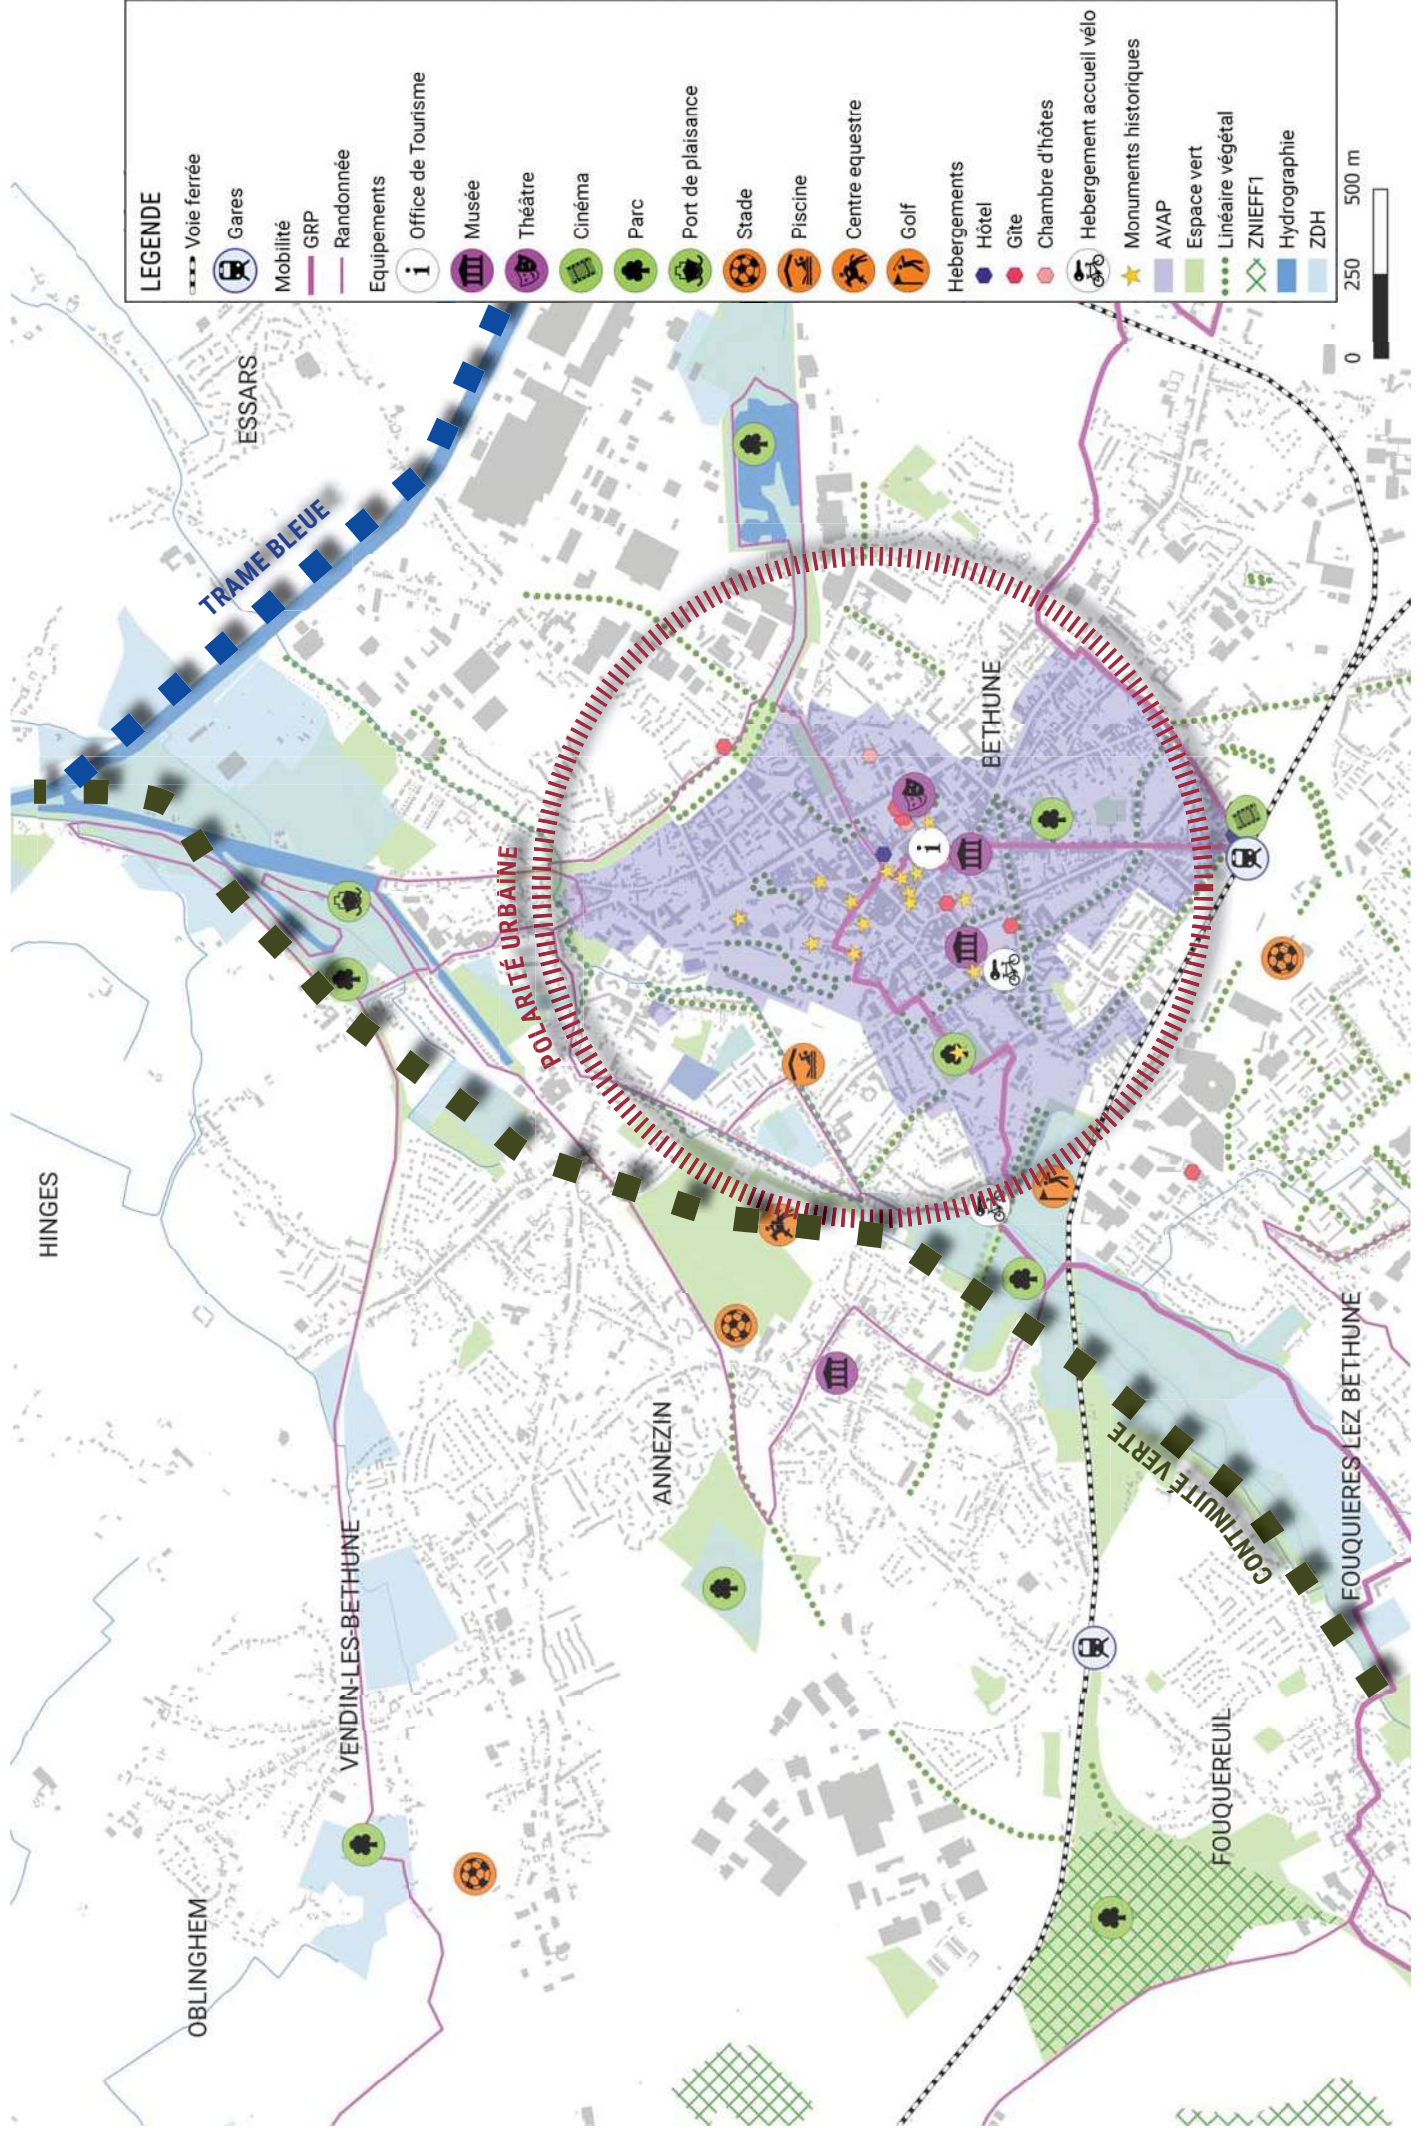 LEGENDE
Voie ferrée
Gares
Mobilité
GRP
Randonnée
Equipements
i Office de Tourisme
Musée
Théâtre
Cinéma
Parc
Port de plaisance
Stade
Piscine
Centre equestre
Golf
Hebergements
Hôtel
Gîte
Chambre d'hôtes
Hebergement accueil vélo
Monuments historiques
AVAP
Espace vert
Linéaire végétal
ZNIEFF1
Hydrographie
ZDH
0 250 500 m
HINGES
ESSARS
TRAME BLEUE
OBLINGHEM
VENDIN-LES-BETHUNE
POLARITÉ URBAINE
ANNEZIN
i
BETHUNE
CONTINUITÉ VERTE
FOUQUEREUIL
FOUQUIERES LEZ BETHUNE